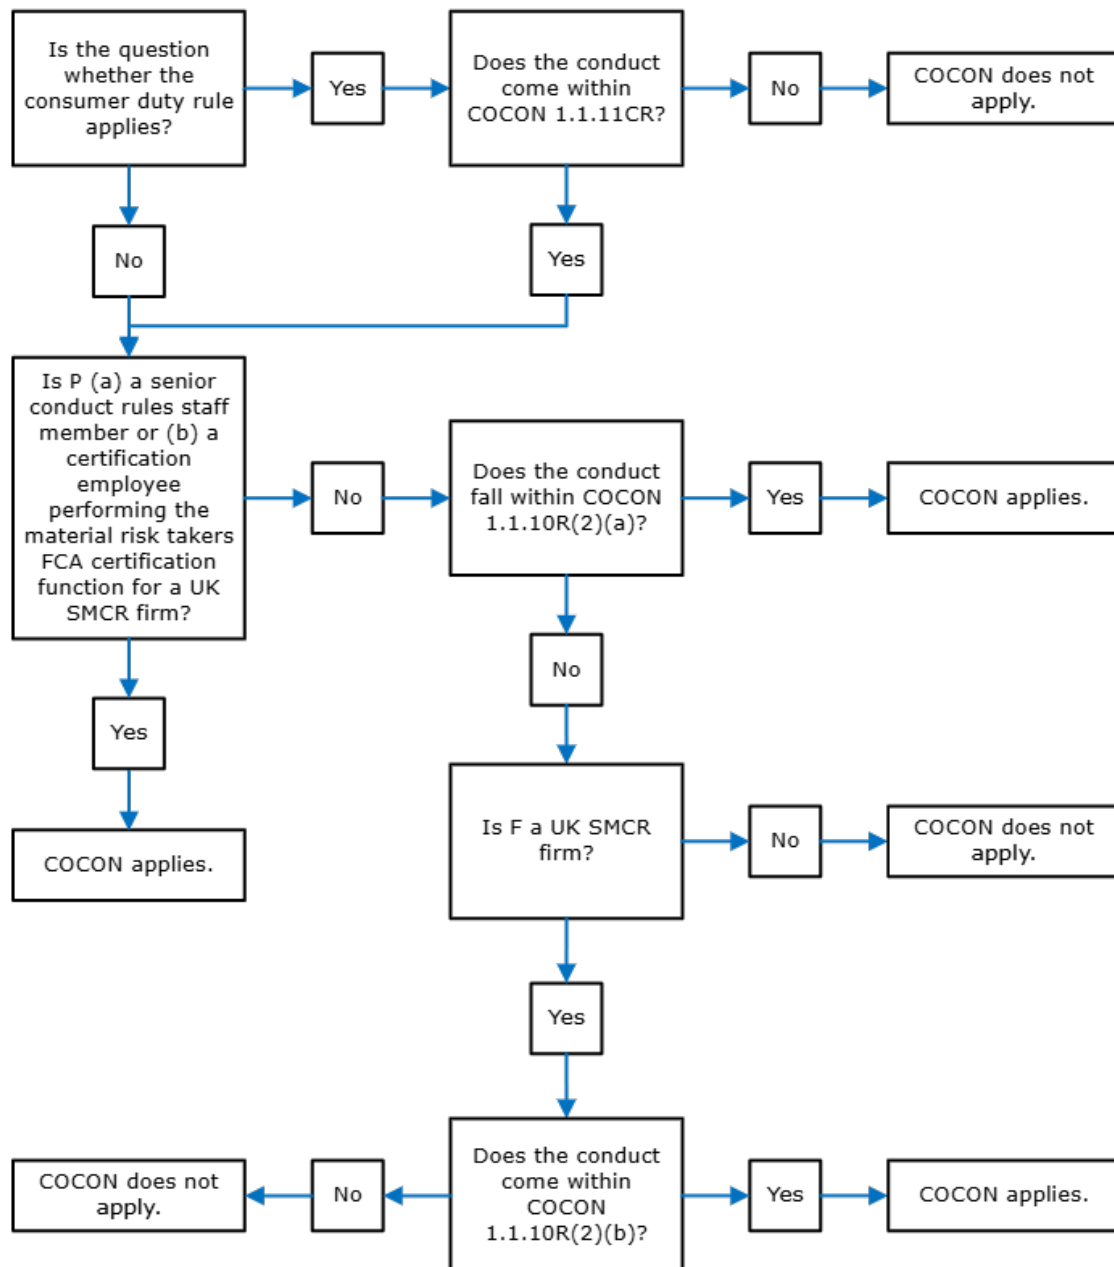 Is the question
whether the
consumer duty rule
applies?
Yes
Does the conduct
come within
COCON 1.1.11CR?
No
COCON does not
apply.
No
Yes
Is P (a) a senior
conduct rules staff
member or (b) a
certification
employee
performing the
material risk takers
FCA certification
function for a UK
SMCR firm?
No
Does the conduct
fall within COCON
1.1.10R(2)(a)?
Yes
COCON applies.
No
Yes
COCON applies.
Is F a UK SMCR
firm?
No
COCON does not
apply.
Yes
Does the conduct
come within
COCON
1.1.10R(2)(b)?
No
COCON does not
apply.
Yes
COCON applies.